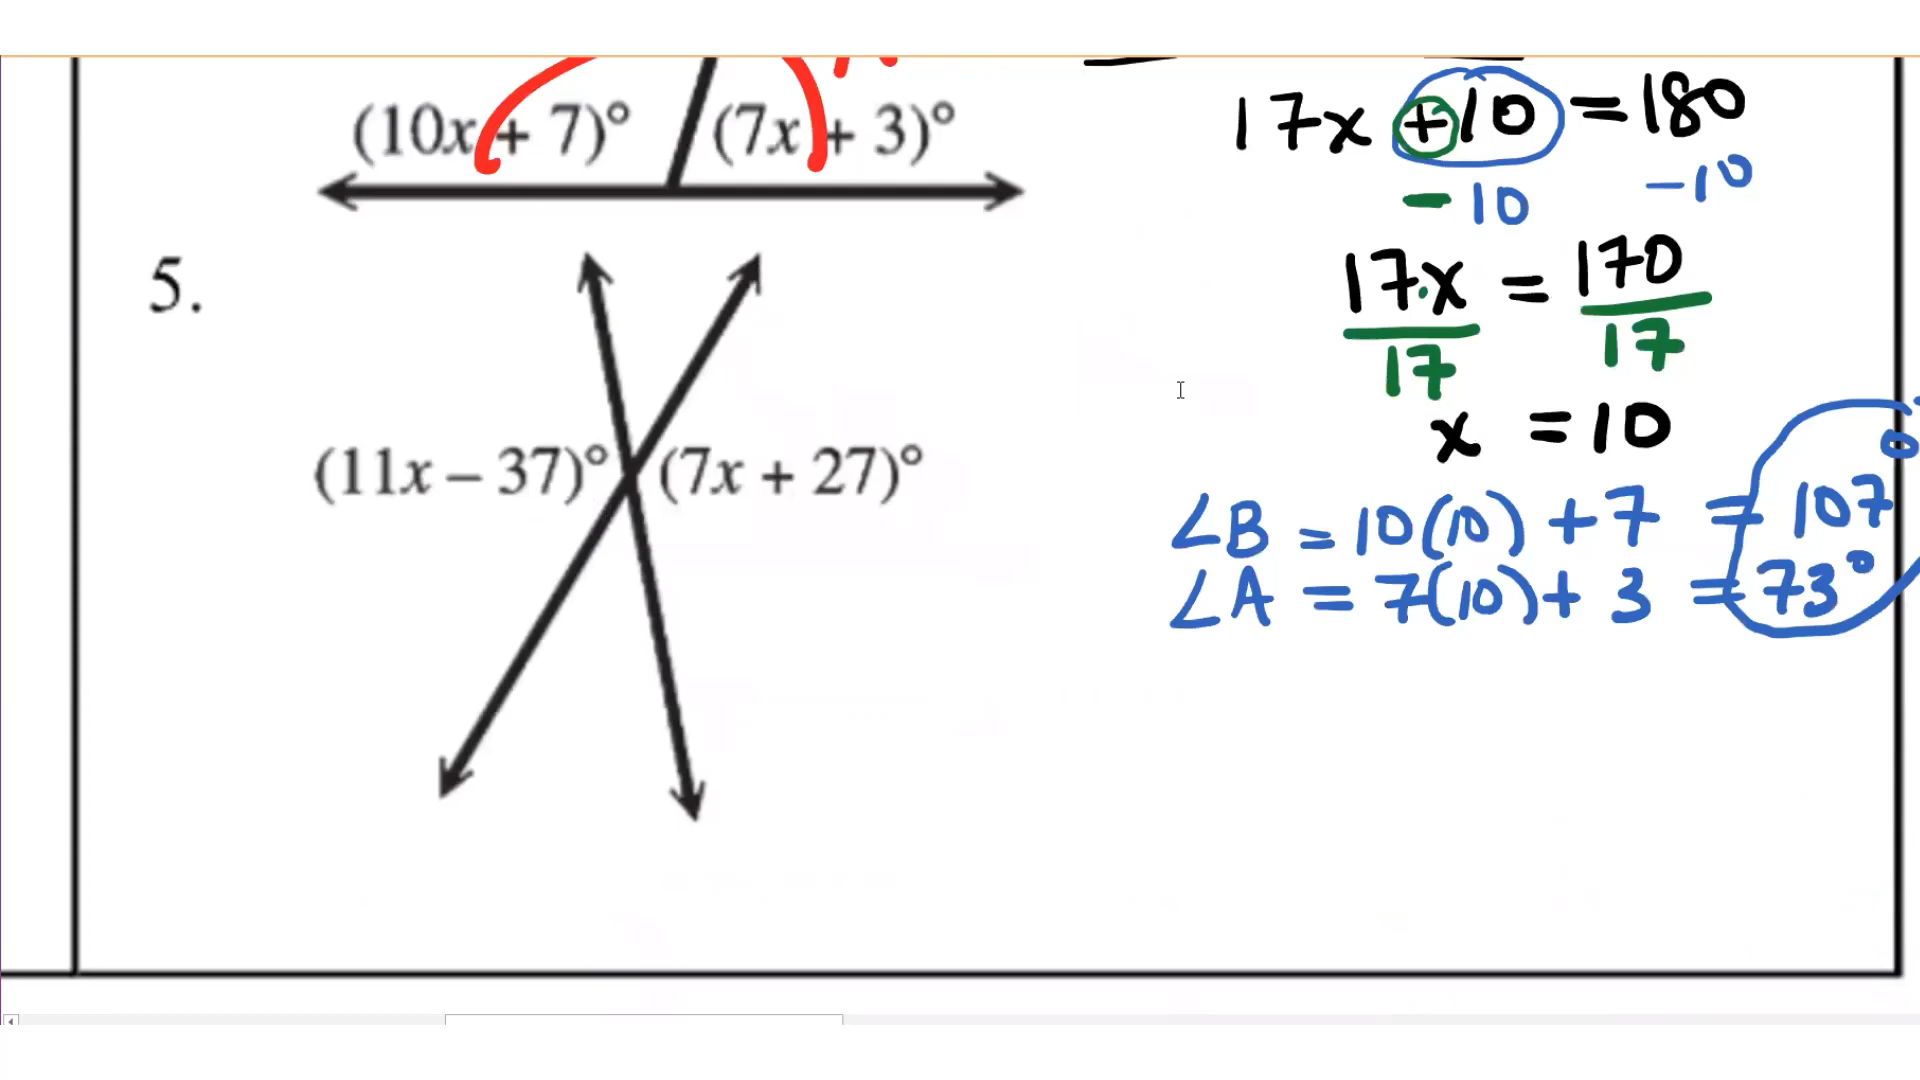 (10x + 7)° (7x + 3)°
17x + 10 = 180
- 10 - 10
17·x = 170
17 17
x = 10
5.
(11x – 37)° (7x + 27)°
∠B = 10(10) + 7 = 107°
∠A = 7(10) + 3 = 73°